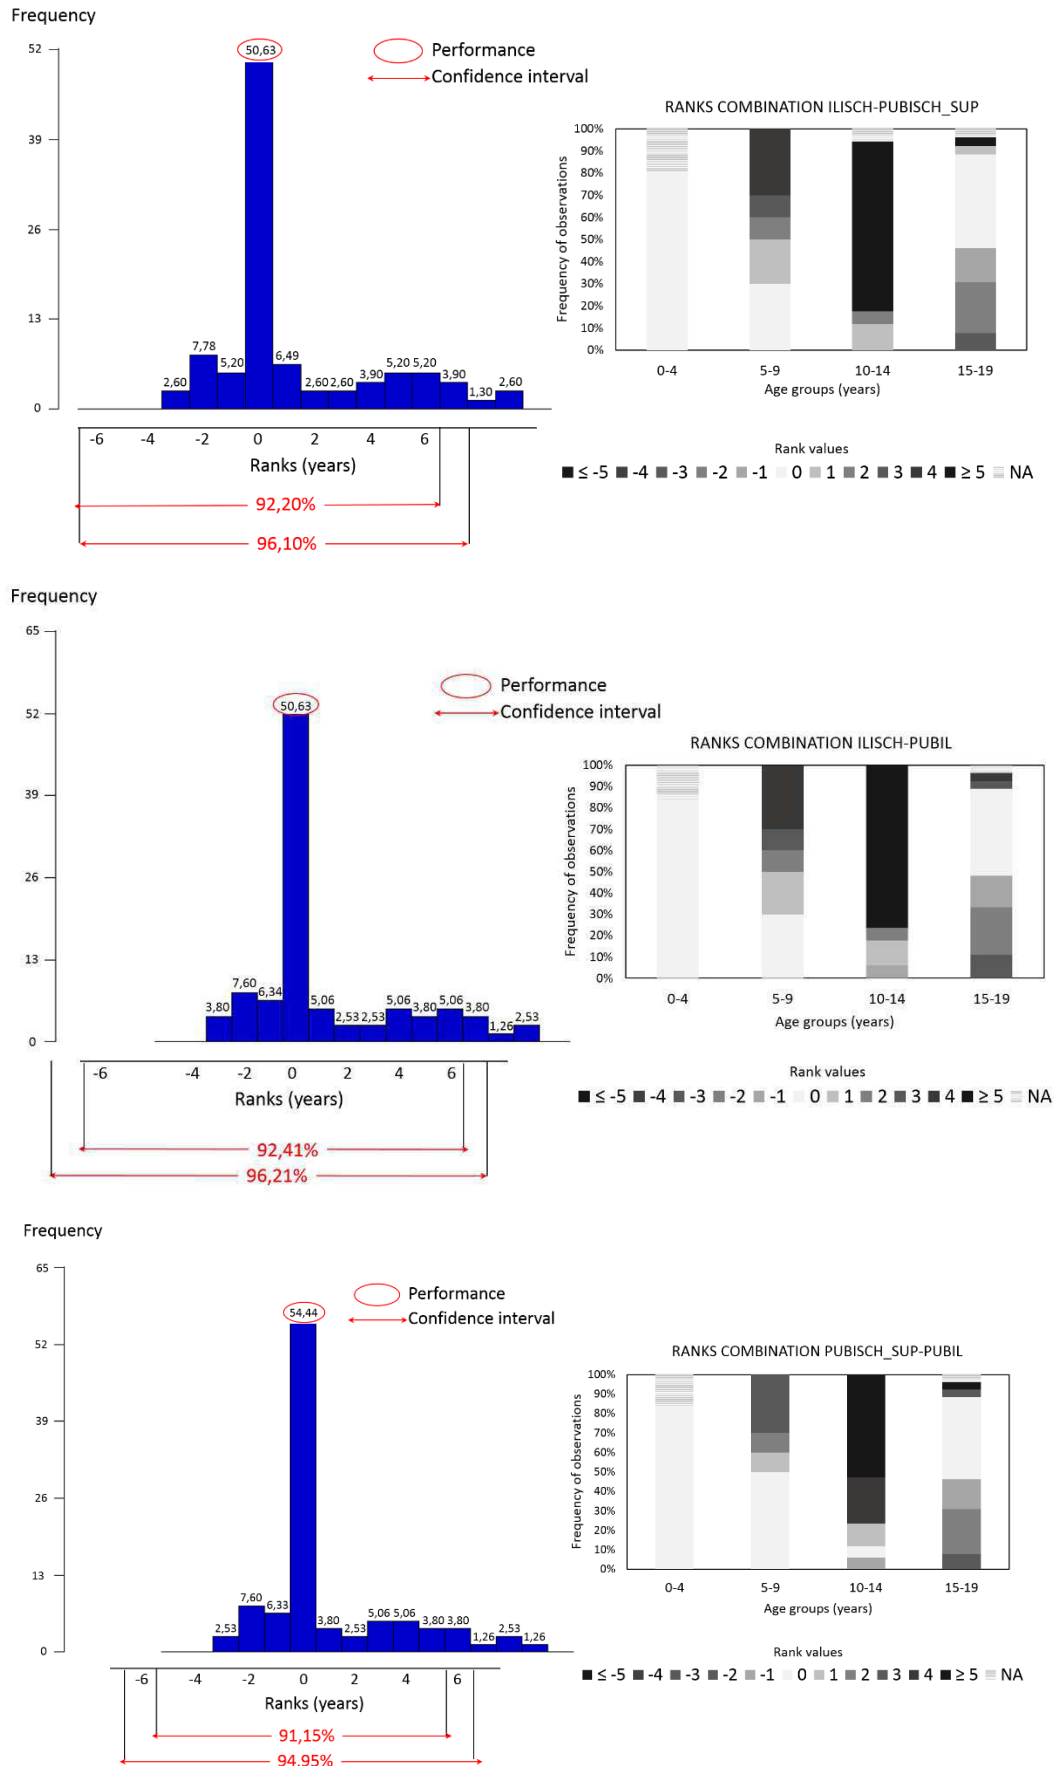 Frequency
52
39
26
13
0
50,63
Performance
Confidence interval
2,60
7,78
5,20
6,49
2,60
2,60
3,90
5,20
5,20
3,90
1,30
2,60
-6 -4 -2 0 2 4 6
Ranks (years)
92,20%
96,10%
RANKS COMBINATION ILISCH-PUBISCH_SUP
Frequency of observations
100%
90%
80%
70%
60%
50%
40%
30%
20%
10%
0%
0-4 5-9 10-14 15-19
Age groups (years)
Rank values
≤ -5 -4 -3 -2 -1 0 1 2 3 4 ≥ 5 NA
Frequency
65
52
39
26
13
0
50,63
Performance
Confidence interval
3,80
7,60
6,34
5,06
2,53
2,53
5,06
3,80
5,06
3,80
1,26
2,53
-6 -4 -2 0 2 4 6
Ranks (years)
92,41%
96,21%
RANKS COMBINATION ILISCH-PUBIL
Frequency of observations
100%
90%
80%
70%
60%
50%
40%
30%
20%
10%
0%
0-4 5-9 10-14 15-19
Age groups (years)
Rank values
≤ -5 -4 -3 -2 -1 0 1 2 3 4 ≥ 5 NA
Frequency
65
52
39
26
13
0
54,44
Performance
Confidence interval
2,53
7,60
6,33
3,80
2,53
5,06
5,06
3,80
3,80
1,26
2,53
1,26
-6 -4 -2 0 2 4 6
Ranks (years)
91,15%
94,95%
RANKS COMBINATION PUBISCH_SUP-PUBIL
Frequency of observations
100%
90%
80%
70%
60%
50%
40%
30%
20%
10%
0%
0-4 5-9 10-14 15-19
Age groups (years)
Rank values
≤ -5 -4 -3 -2 -1 0 1 2 3 4 ≥ 5 NA